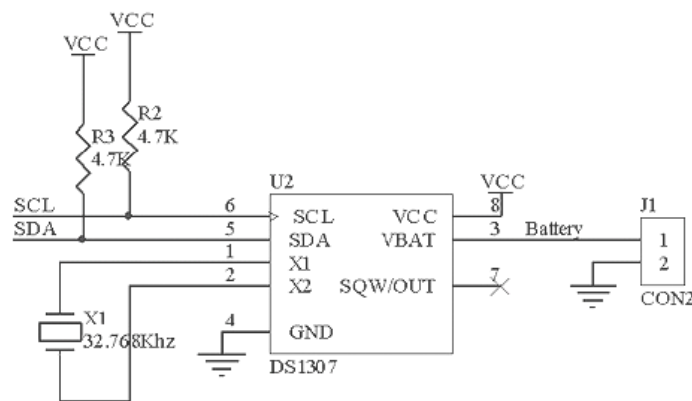 VCC
VCC
R2
4.7K
R3
4.7K
U2
VCC
SCL 6 SCL VCC 8
J1
SDA 5 SDA VBAT 3 Battery 1
1 X1 2
2 X2 SQW/OUT 7
CON2
X1
32.768Khz
4 GND
DS1307